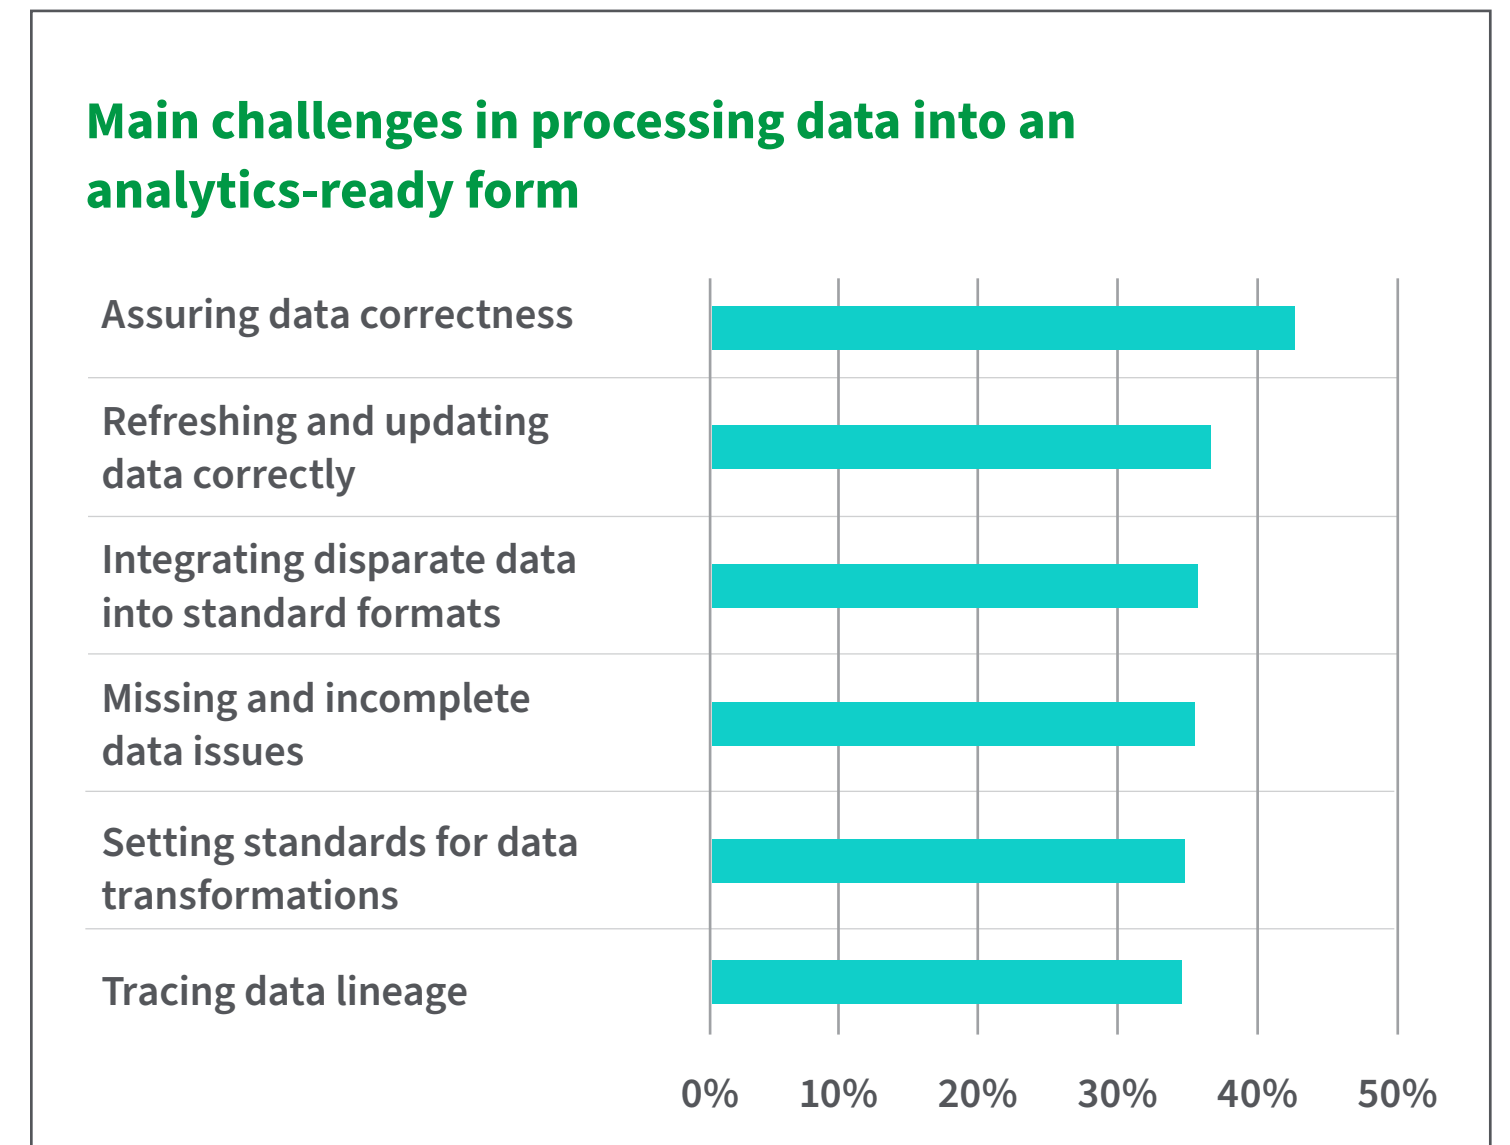 Main challenges in processing data into an
analytics-ready form
Assuring data correctness
Refreshing and updating
data correctly
Integrating disparate data
into standard formats
Missing and incomplete
data issues
Setting standards for data
transformations
Tracing data lineage
0% 10% 20% 30% 40% 50%